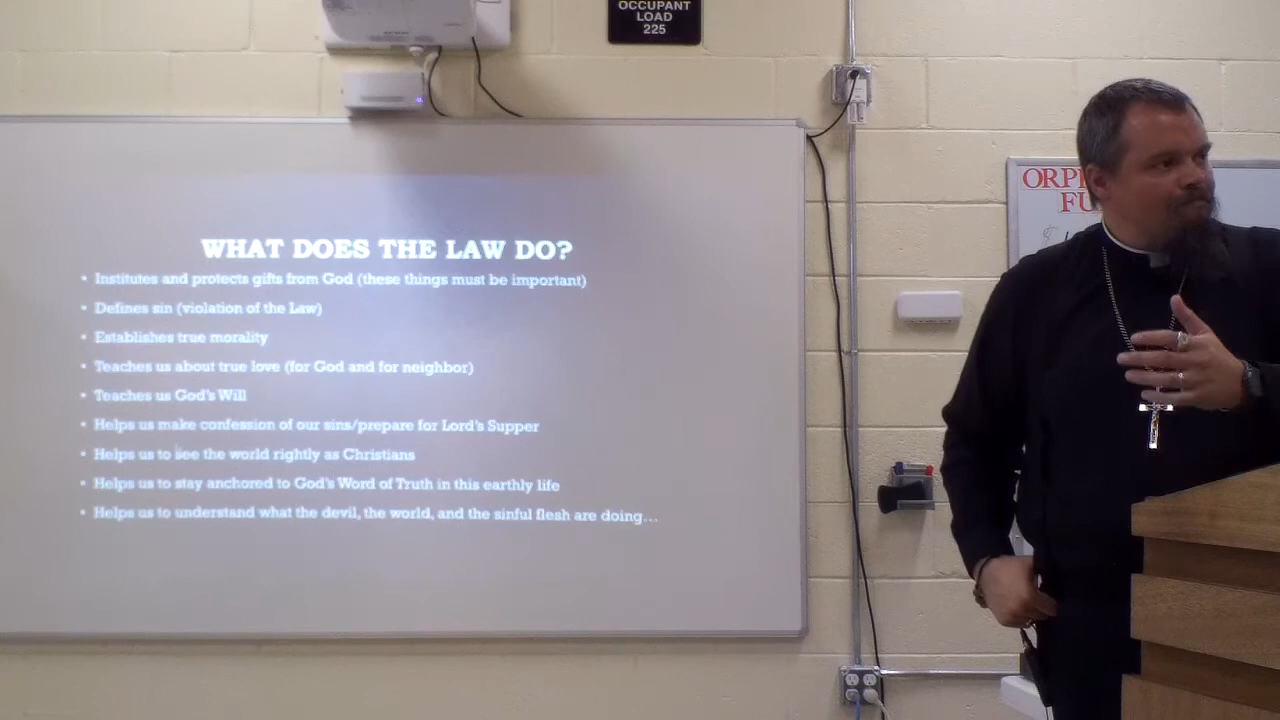 OCCUPANT
LOAD
225
WHAT DOES THE LAW DO?
• Institutes and protects gifts from God (these things must be important)
• Defines sin (violation of the Law)
• Establishes true morality
• Teaches us about true love (for God and for neighbor)
• Teaches us God's Will
• Helps us make confession of our sins/prepare for Lord's Supper
• Helps us to see the world rightly as Christians
• Helps us to stay anchored to God's Word of Truth in this earthly life
• Helps us to understand what the devil, the world, and the sinful flesh are doing...